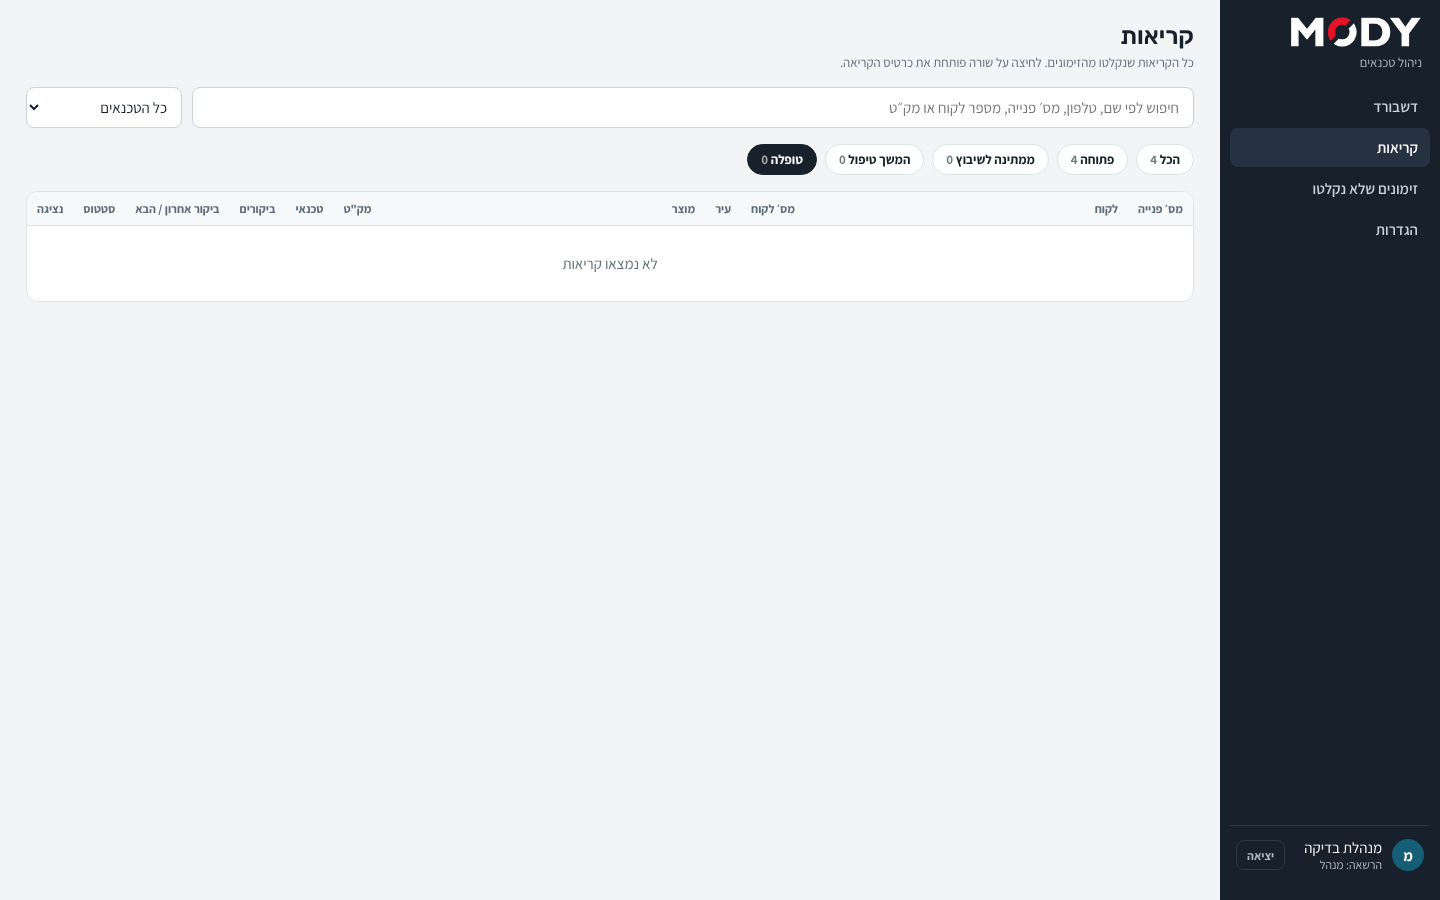 MODY
ניהול טכנאים
דשבורד
קריאות
זימונים שלא נקלטו
הגדרות
מ
מנהלת בדיקה
הרשאה: מנהל
יציאה
קריאות
כל הקריאות שנקלטו מהזימונים. לחיצה על שורה פותחת את כרטיס הקריאה.
חיפוש לפי שם, טלפון, מס׳ פנייה, מספר לקוח או מק״ט
כל הטכנאים
הכל 4
פתוחה 4
ממתינה לשיבוץ 0
המשך טיפול 0
טופלה 0
מס׳ פנייה לקוח מס׳ לקוח עיר מוצר מק"ט טכנאי ביקורים ביקור אחרון / הבא סטטוס נציגה
לא נמצאו קריאות